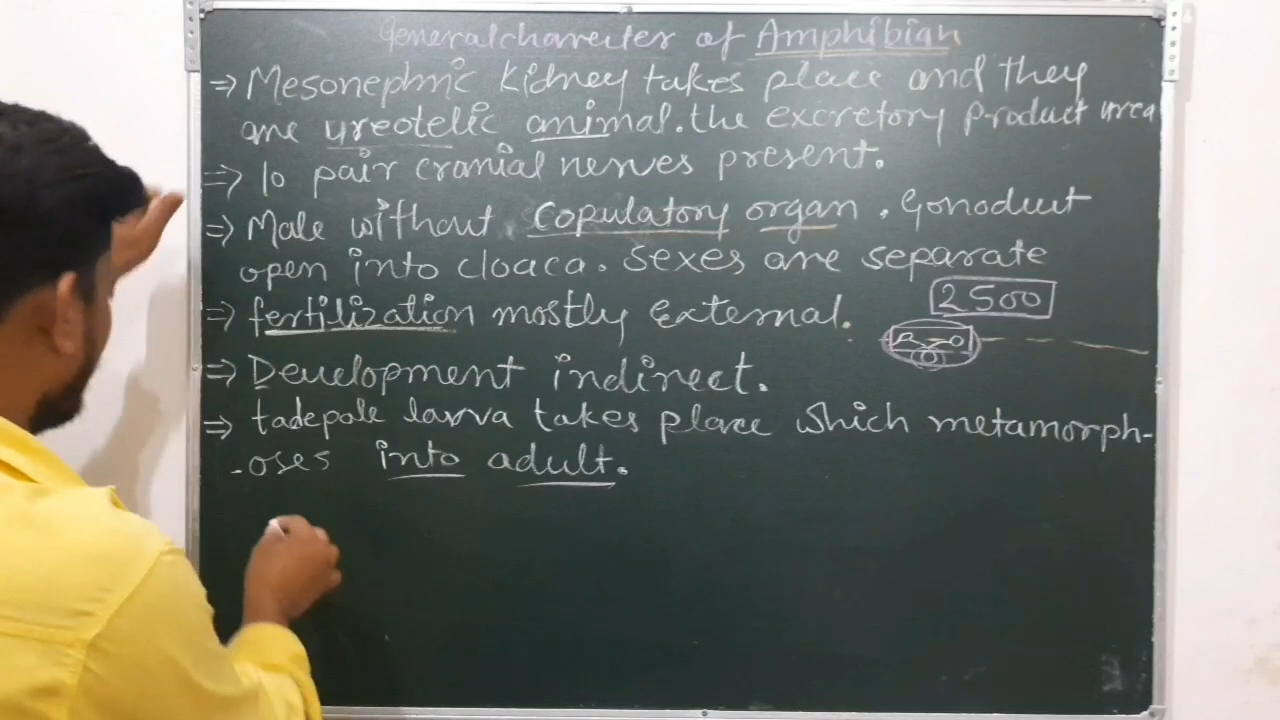 General charecter of Amphibian
⇒ Mesonephric kidney takes place and they
are ureotelic animal. the excretory product urea
⇒ 10 pair cranial nerves present.
⇒ Male without copulatory organ. Gonoduct
open into cloaca. sexes are separate
⇒ fertilization mostly External.
2500
⇒ Development indirect.
⇒ tadepole larva takes place which metamorph-
-oses into adult.